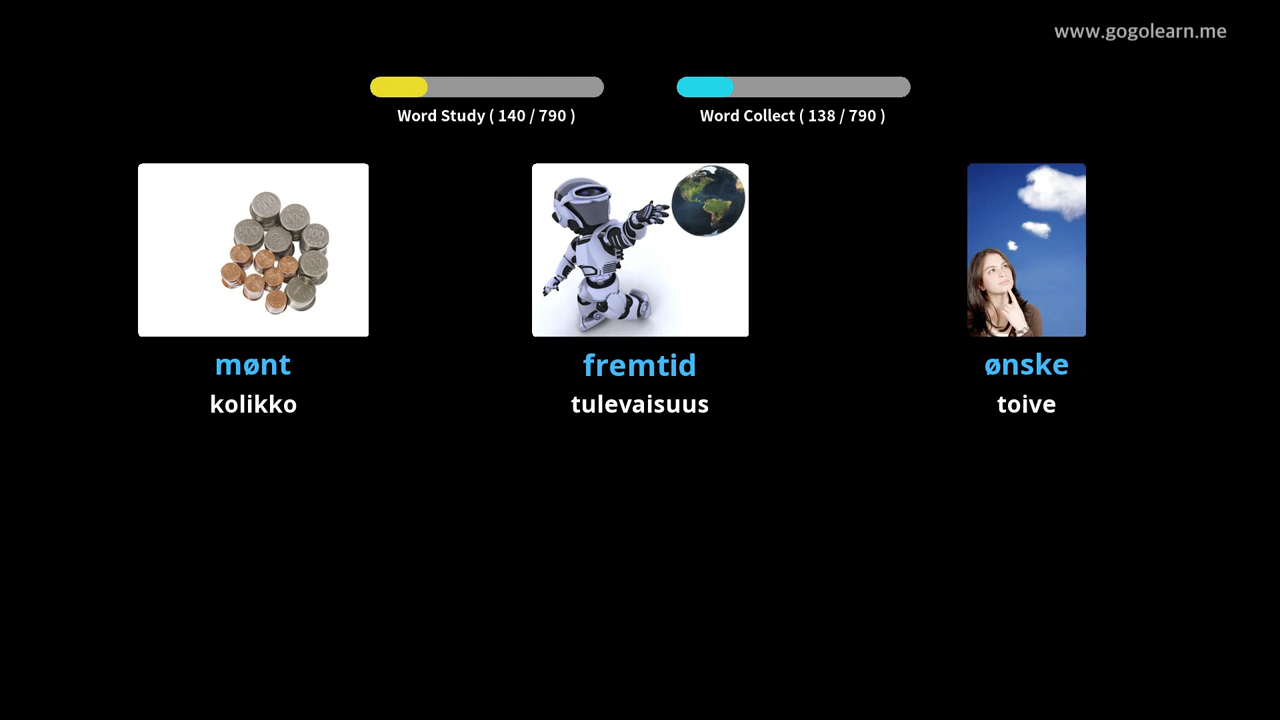 www.gogolearn.me
Word Study ( 140 / 790 )
Word Collect ( 138 / 790 )
mønt
fremtid
ønske
kolikko
tulevaisuus
toive